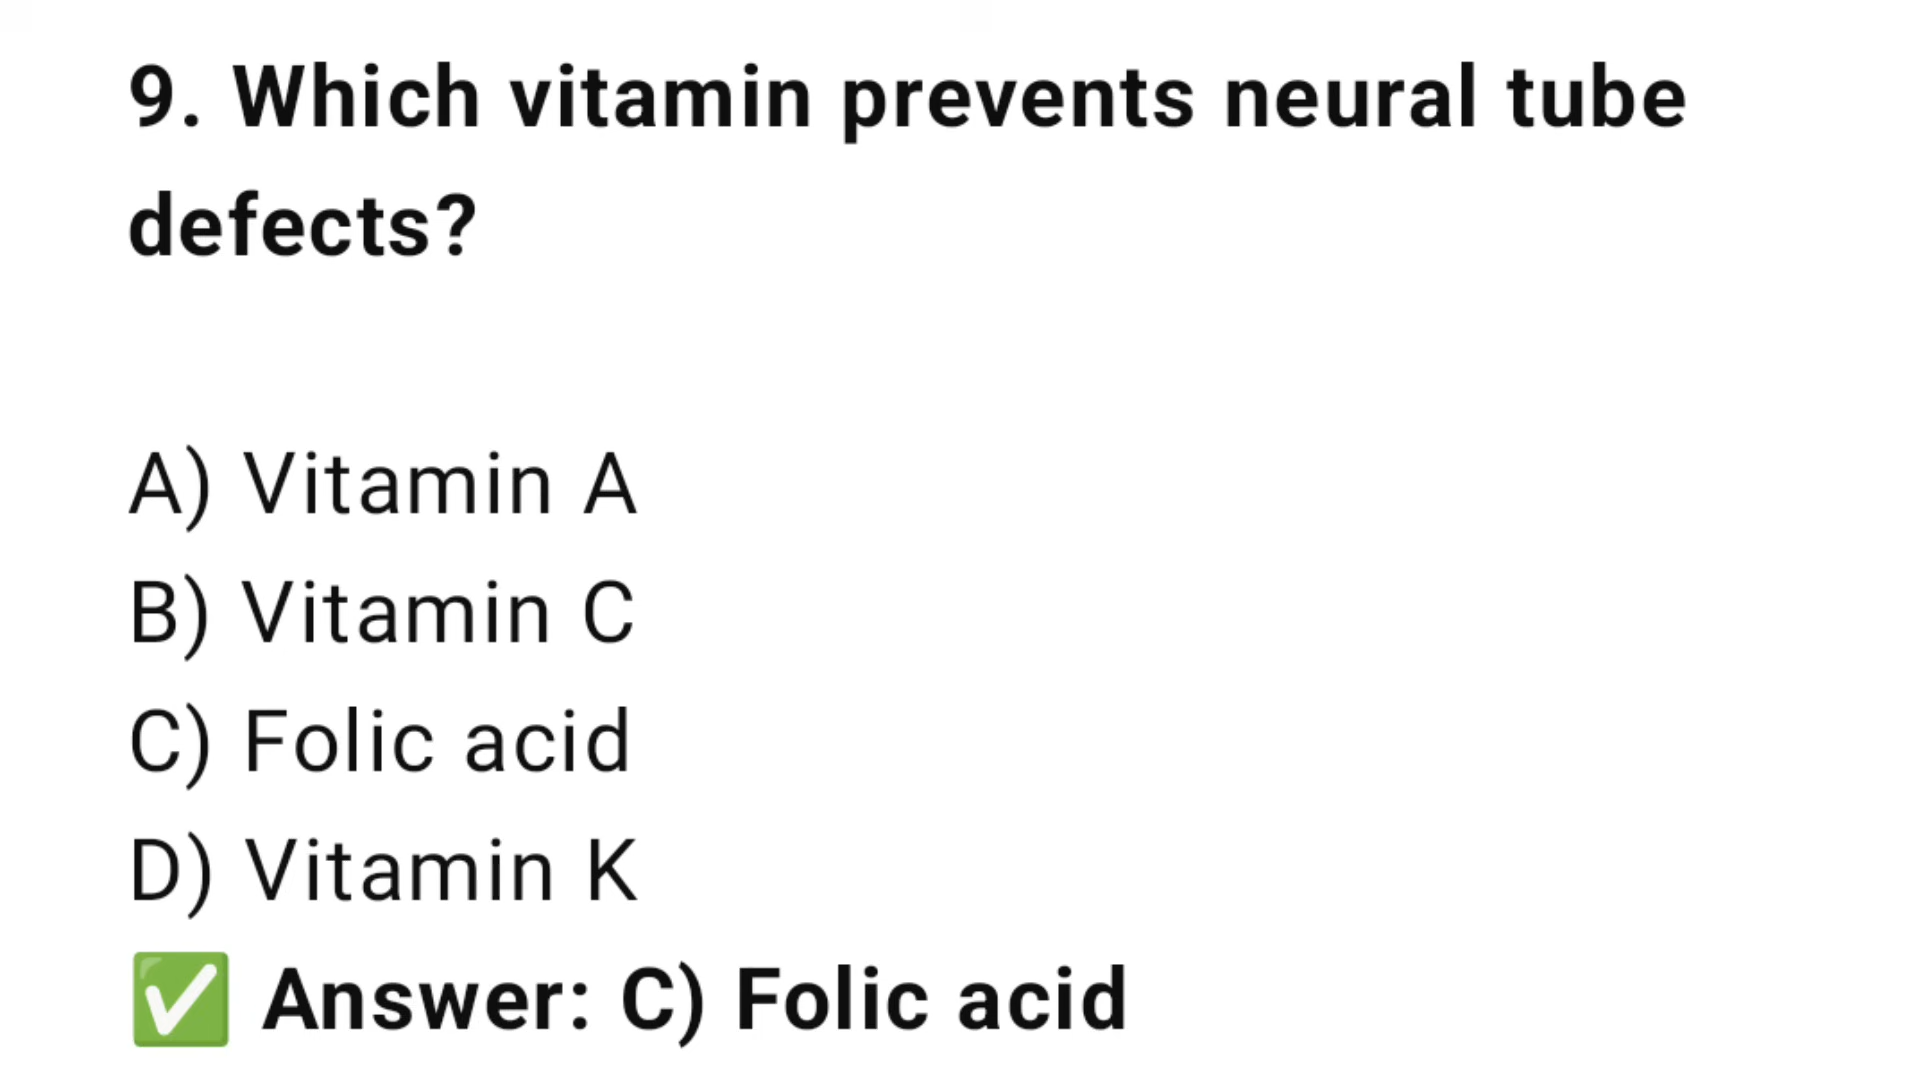 9. Which vitamin prevents neural tube
defects?
A) Vitamin A
B) Vitamin C
C) Folic acid
D) Vitamin K
✅ Answer: C) Folic acid